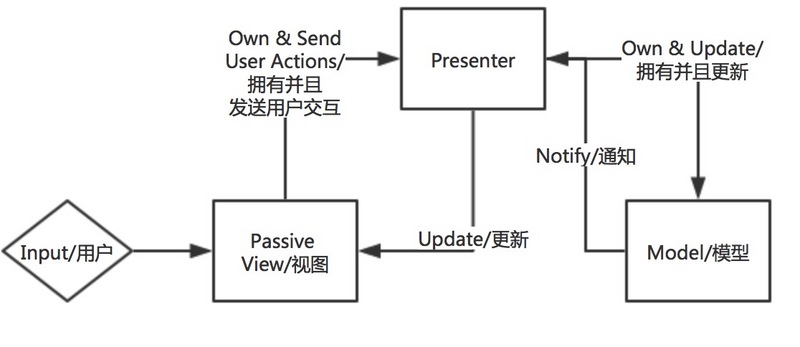 Own & Send
User Actions/
拥有并且
发送用户交互
Presenter
Own & Update/
拥有并且更新
Notify/通知
Input/用户
Passive
View/视图
Update/更新
Model/模型